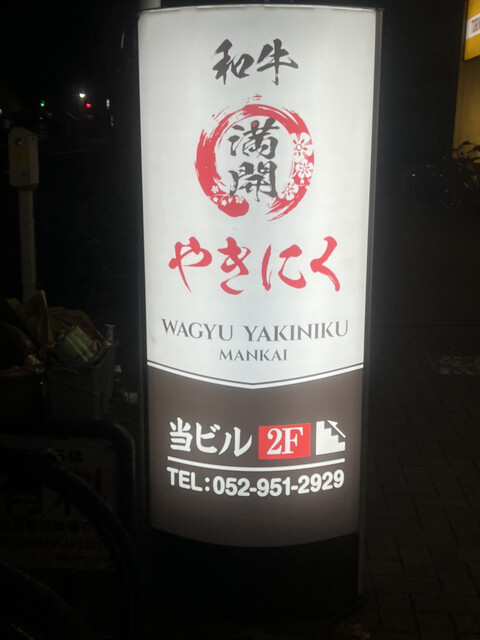 和牛
満
開
やきにく
WAGYU YAKINIKU
MANKAI
当ビル 2F
TEL:052-951-2929